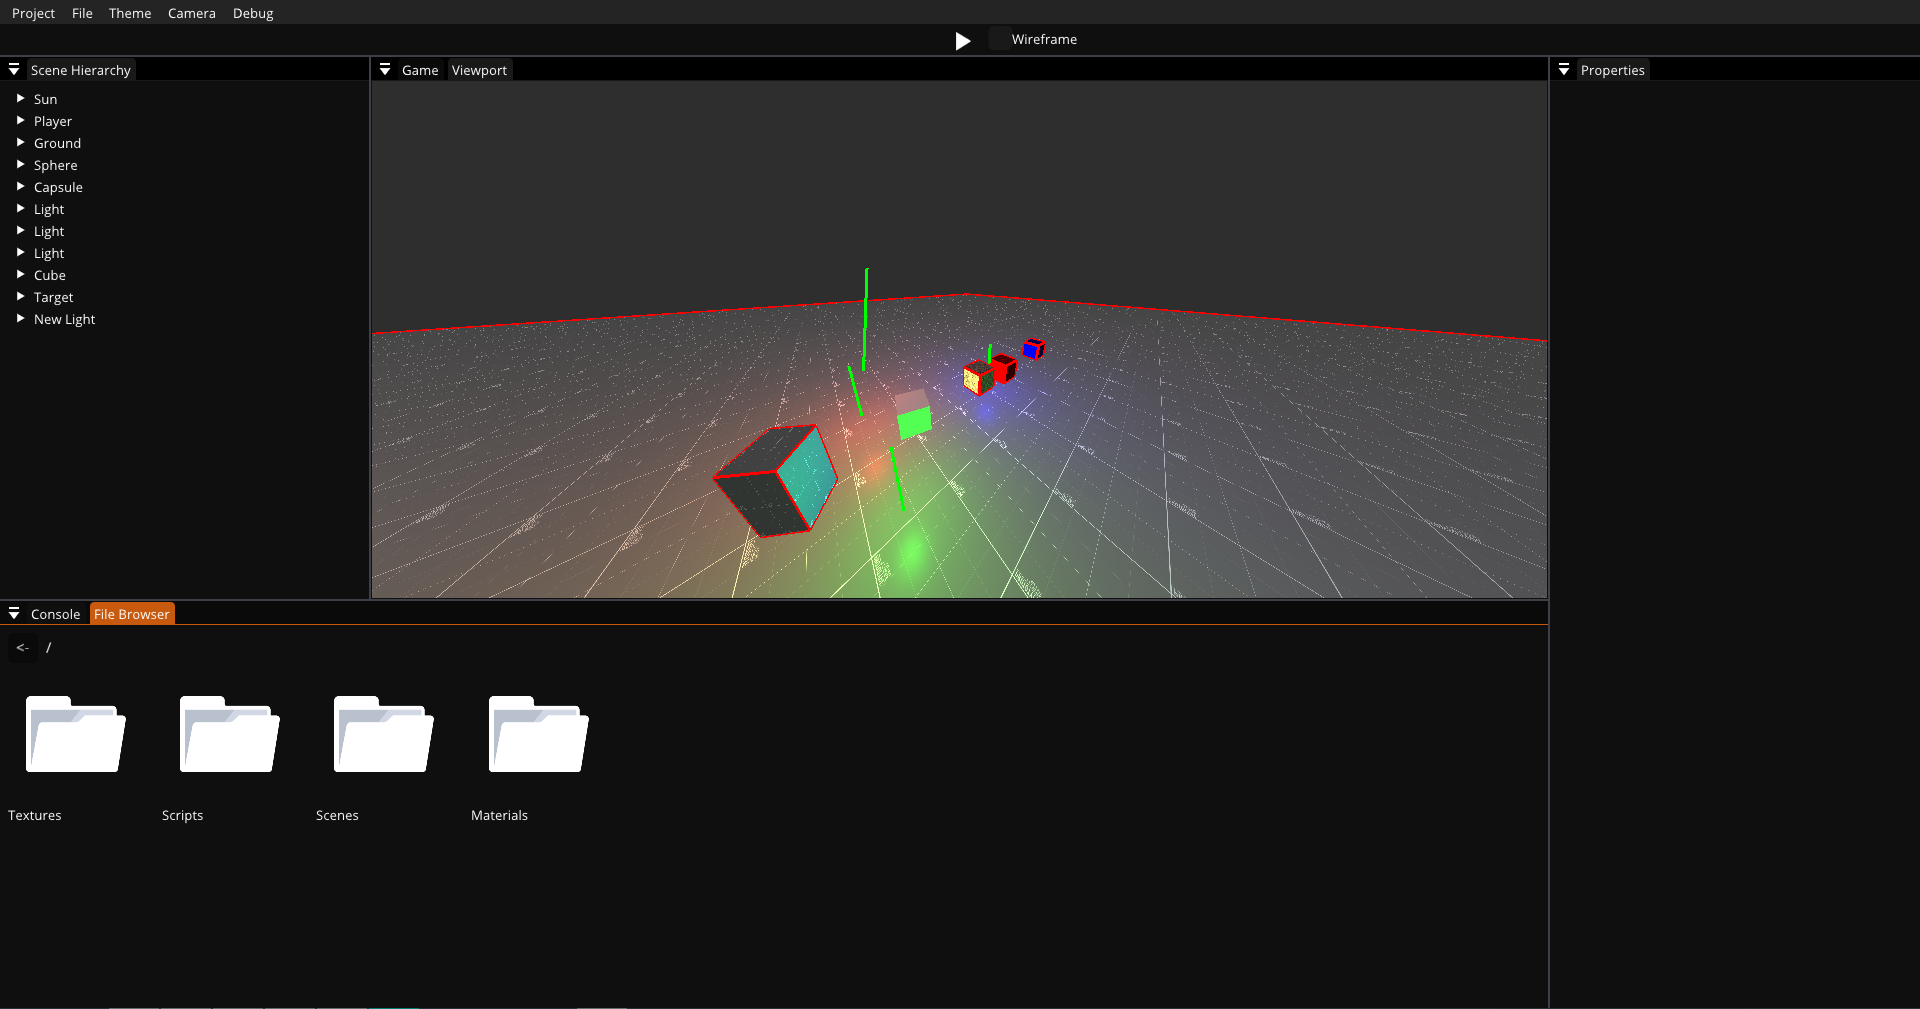 Project File Theme Camera Debug
Wireframe
Scene Hierarchy
Sun
Player
Ground
Sphere
Capsule
Light
Light
Light
Cube
Target
New Light
Game Viewport
Properties
Console File Browser
<- /
Textures Scripts Scenes Materials